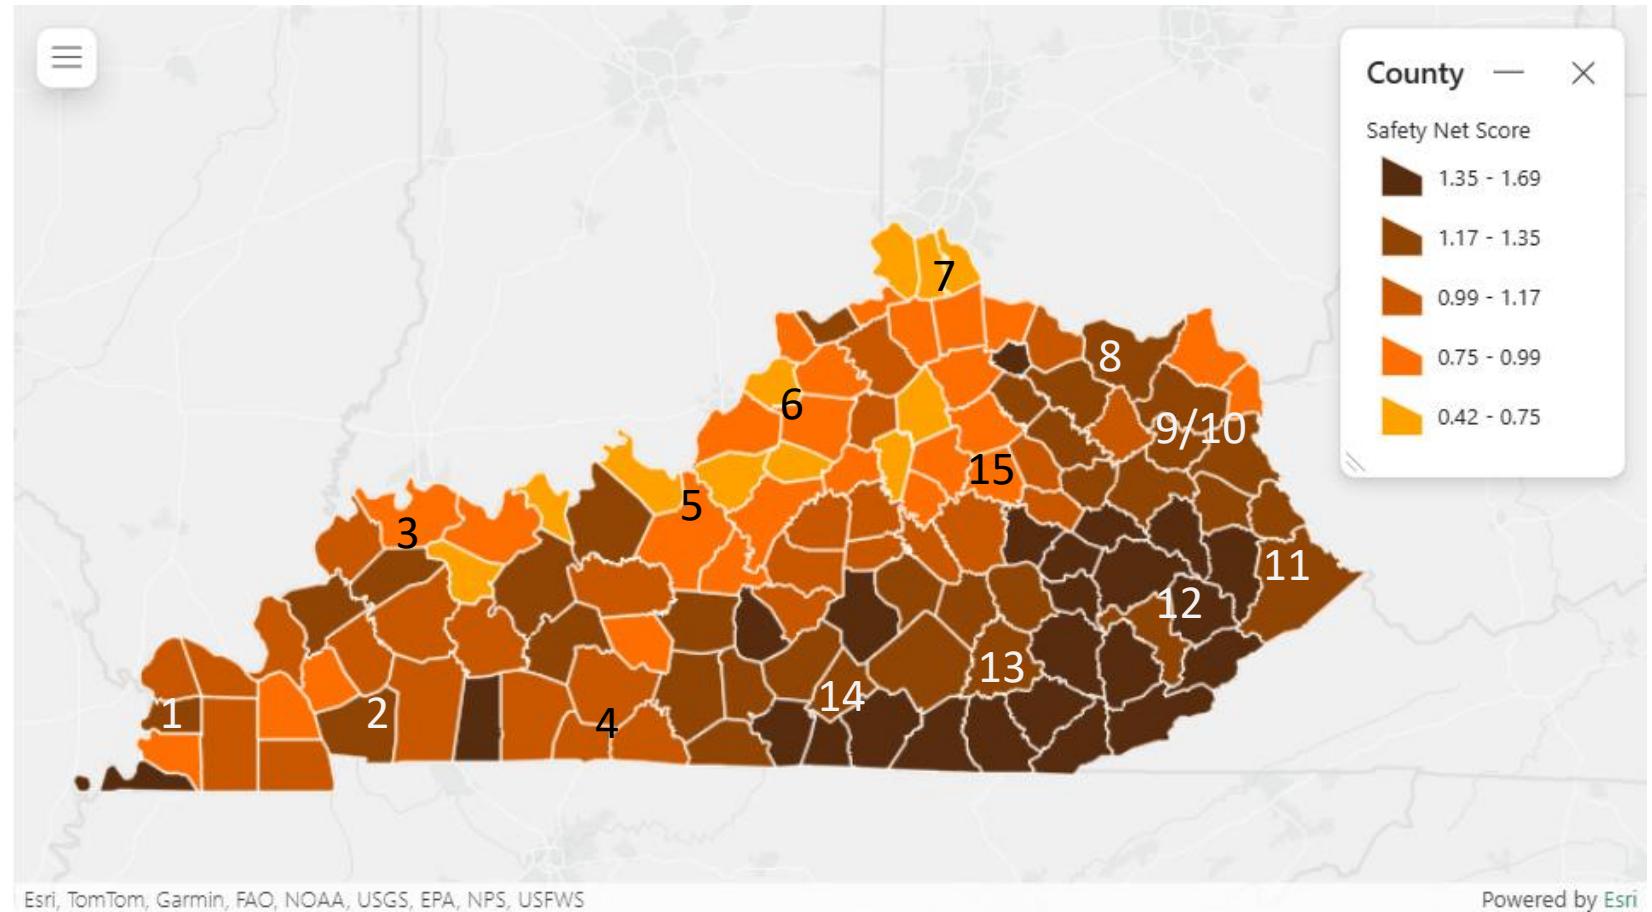 County
Safety Net Score
1.35 - 1.69
1.17 - 1.35
0.99 - 1.17
0.75 - 0.99
0.42 - 0.75
7
8
6
9/10
15
5
3
11
12
13
14
1
2
4
Esri, TomTom, Garmin, FAO, NOAA, USGS, EPA, NPS, USFWS
Powered by Esri